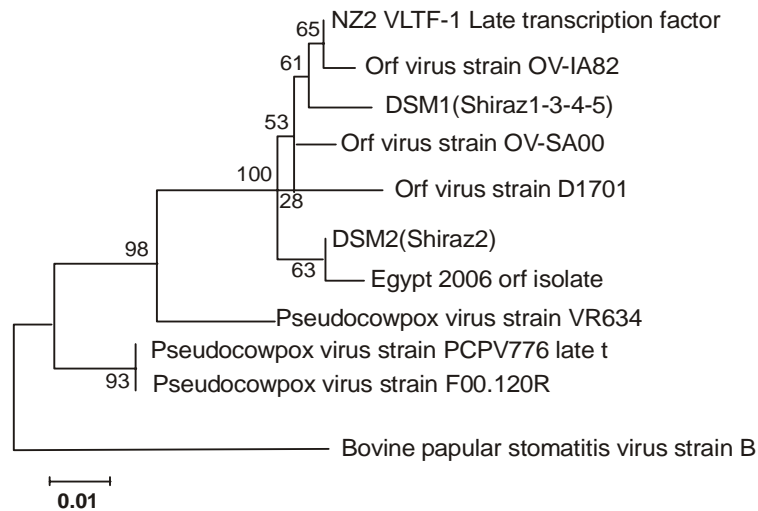 65
NZ2 VLTF-1 Late transcription factor
Orf virus strain OV-IA82
61
DSM1(Shiraz1-3-4-5)
53
Orf virus strain OV-SA00
100
Orf virus strain D1701
28
DSM2(Shiraz2)
98
63
Egypt 2006 orf isolate
Pseudocowpox virus strain VR634
Pseudocowpox virus strain PCPV776 late t
93
Pseudocowpox virus strain F00.120R
Bovine papular stomatitis virus strain B
0.01